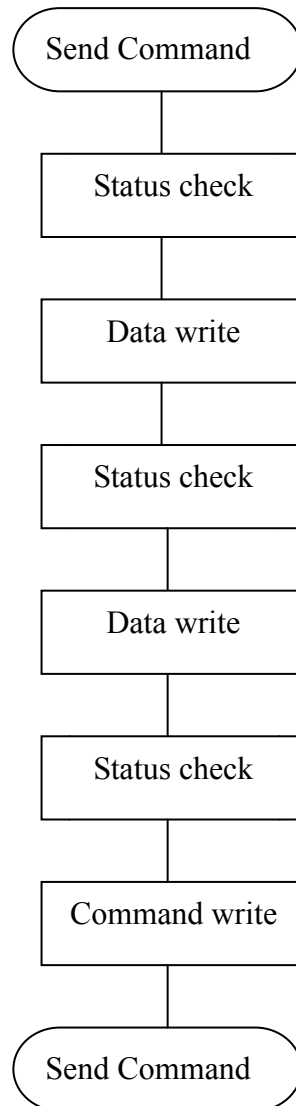 Send Command
Status check
Data write
Status check
Data write
Status check
Command write
Send Command